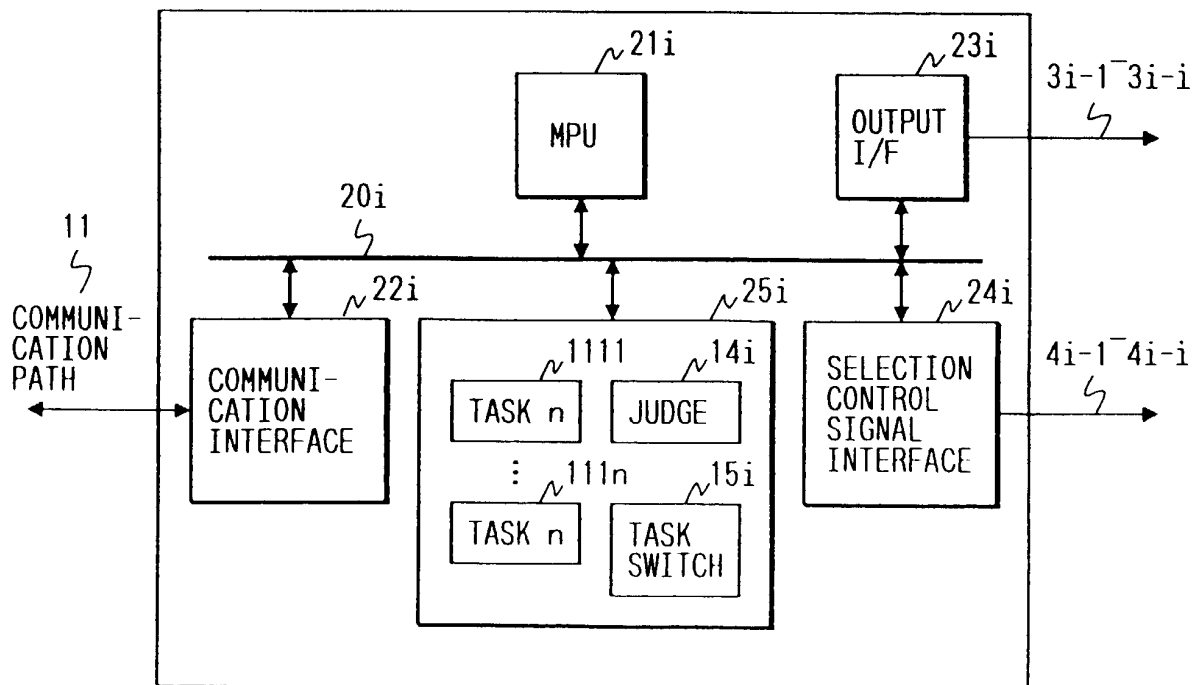 21i
23i
3i-1‾3i-i
MPU
OUTPUT
I/F
20i
11
COMMUNI-
CATION
PATH
22i
25i
24i
4i-1‾4i-i
COMMUNI-
CATION
INTERFACE
1111
14i
TASK n
JUDGE
SELECTION
CONTROL
SIGNAL
INTERFACE
⋮
111n
15i
TASK n
TASK
SWITCH